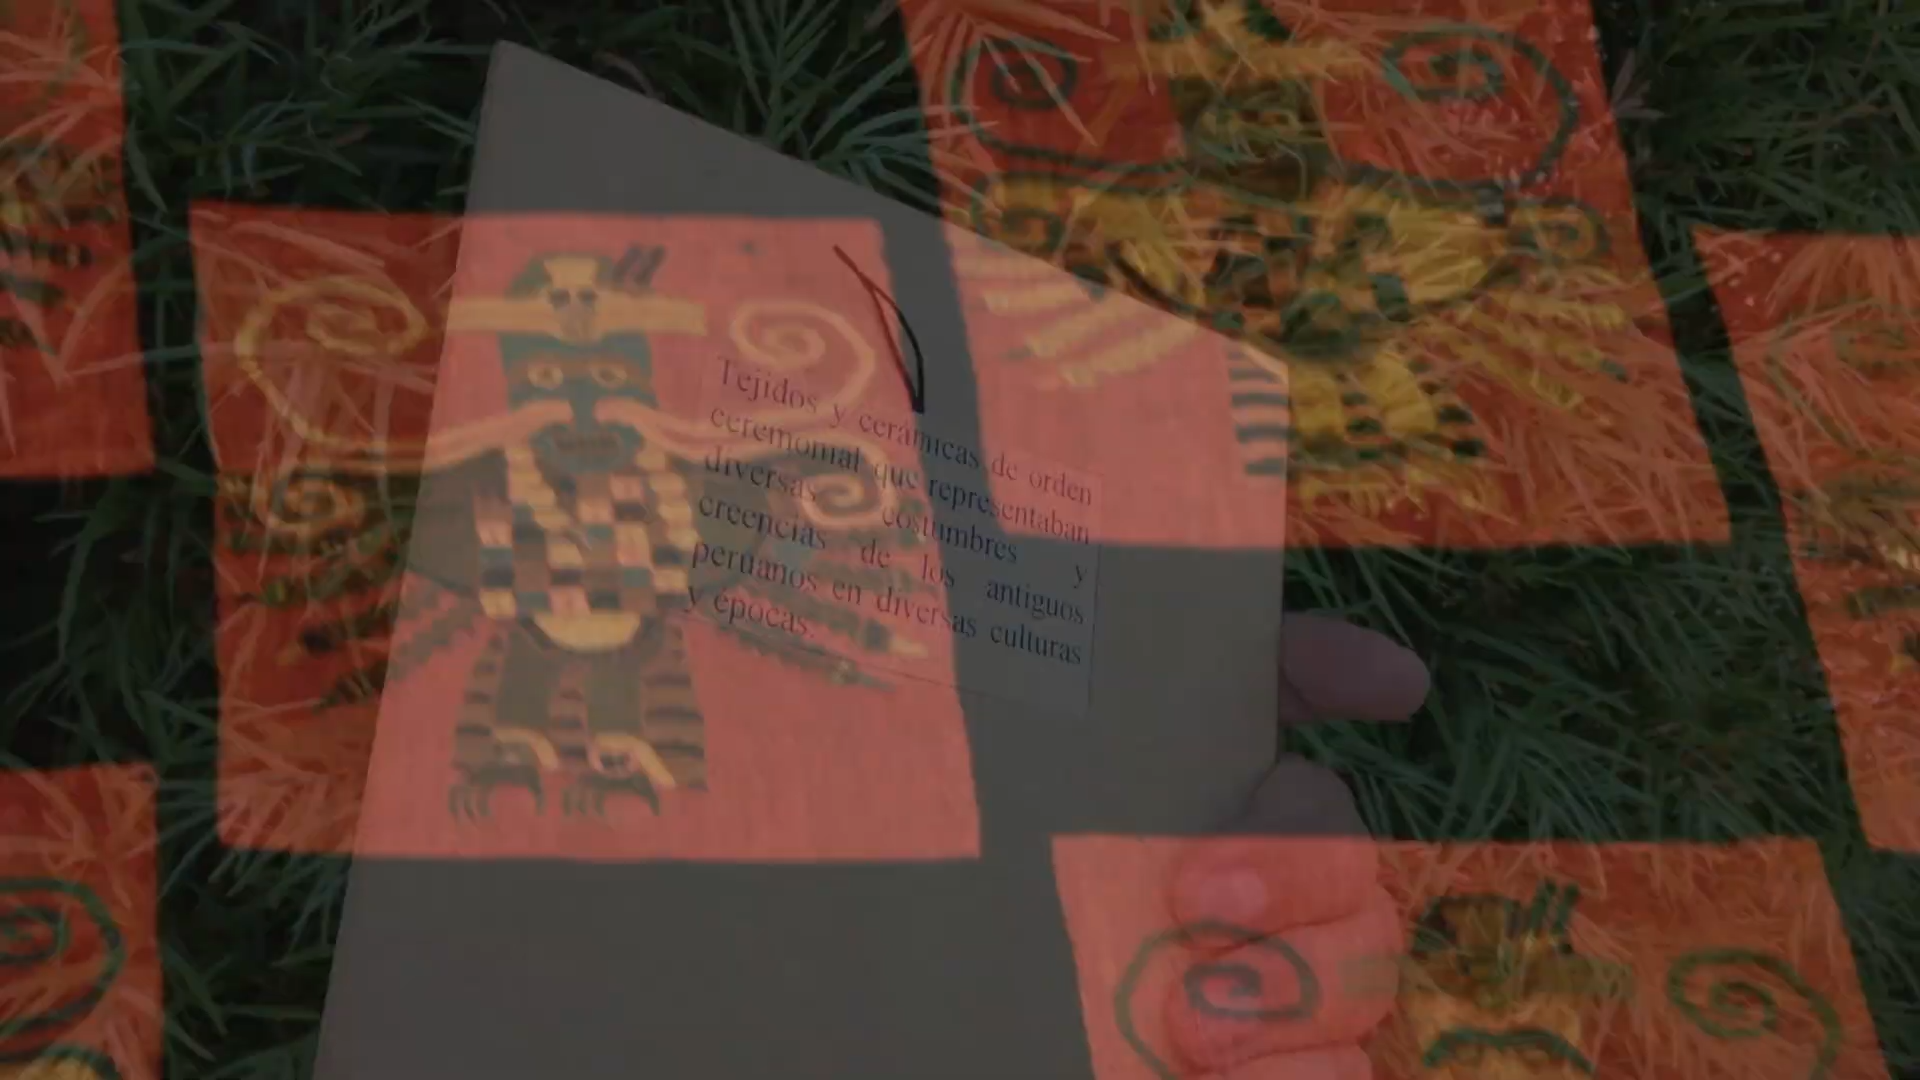 Tejidos y cerámicas de orden
ceremonial que representaban
diversas costumbres y
creencias de los antiguos
peruanos en diversas culturas
y épocas.